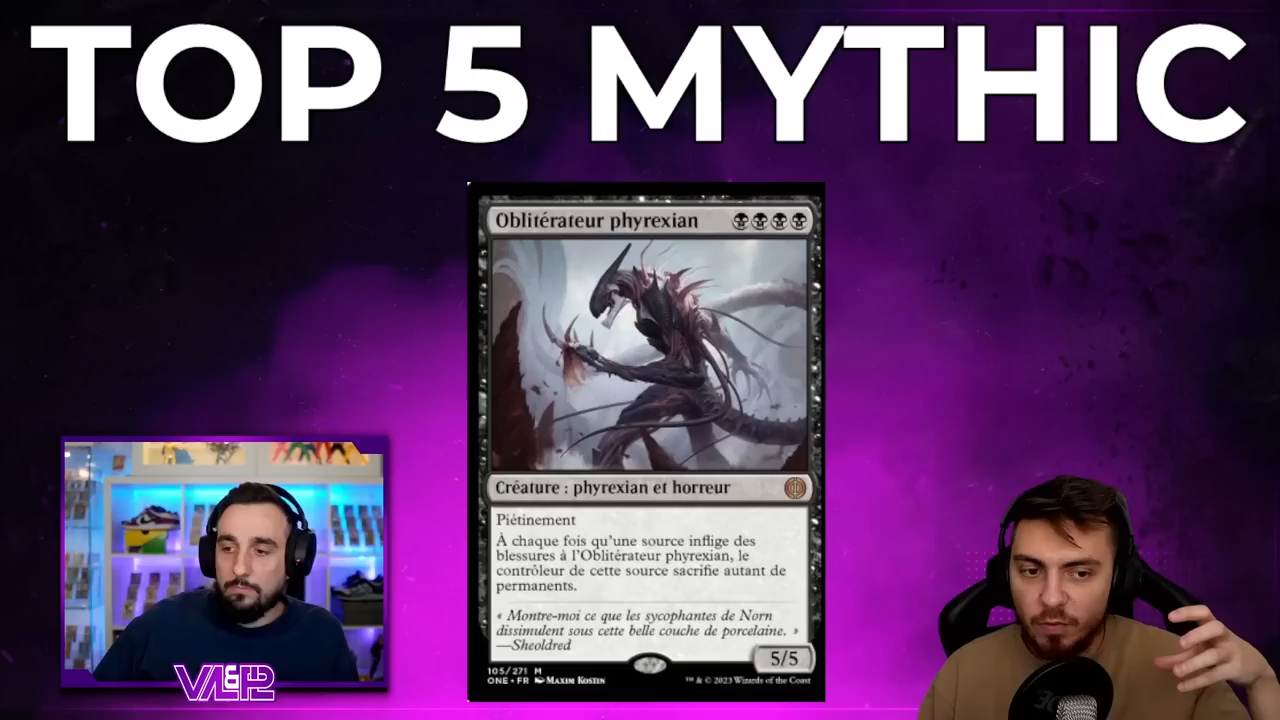 TOP 5 MYTHIC
Oblitérateur phyrexian
Créature : phyrexian et horreur
Piétinement
À chaque fois qu'une source inflige des
blessures à l'Oblitérateur phyrexian, le
contrôleur de cette source sacrifie autant de
permanents.
« Montre-moi ce que les sycophantes de Norn
dissimulent sous cette belle couche de porcelaine. »
—Sheoldred
5/5
105/271 M
ONE • FR Maxim Kostin
™ & © 2023 Wizards of the Coast